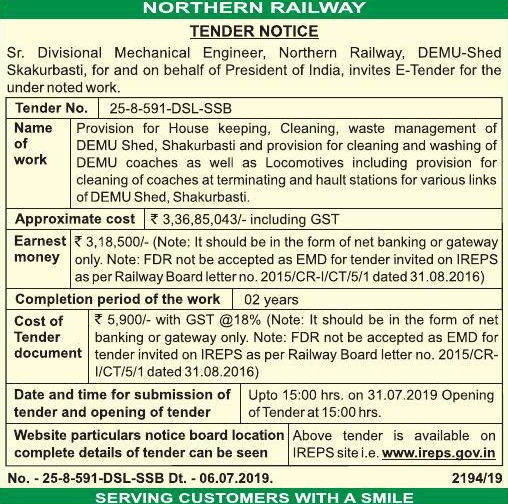 NORTHERN RAILWAY
TENDER NOTICE
Sr. Divisional Mechanical Engineer, Northern Railway, DEMU-Shed
Skakurbasti, for and on behalf of President of India, invites E-Tender for the
under noted work.
Tender No. 25-8-591-DSL-SSB
Name of work
Provision for House keeping, Cleaning, waste management of
DEMU Shed, Shakurbasti and provision for cleaning and washing of
DEMU coaches as well as Locomotives including provision for
cleaning of coaches at terminating and hault stations for various links
of DEMU Shed, Shakurbasti.
Approximate cost ₹ 3,36,85,043/- including GST
Earnest money
₹ 3,18,500/- (Note: It should be in the form of net banking or gateway
only. Note: FDR not be accepted as EMD for tender invited on IREPS
as per Railway Board letter no. 2015/CR-I/CT/5/1 dated 31.08.2016)
Completion period of the work 02 years
Cost of
Tender
document
₹ 5,900/- with GST @18% (Note: It should be in the form of net
banking or gateway only. Note: FDR not be accepted as EMD for
tender invited on IREPS as per Railway Board letter no. 2015/CR-
I/CT/5/1 dated 31.08.2016)
Date and time for submission of
tender and opening of tender
Upto 15:00 hrs. on 31.07.2019 Opening
of Tender at 15:00 hrs.
Website particulars notice board location
complete details of tender can be seen
Above tender is available on
IREPS site i.e. www.ireps.gov.in
No. - 25-8-591-DSL-SSB Dt. - 06.07.2019. 2194/19
SERVING CUSTOMERS WITH A SMILE